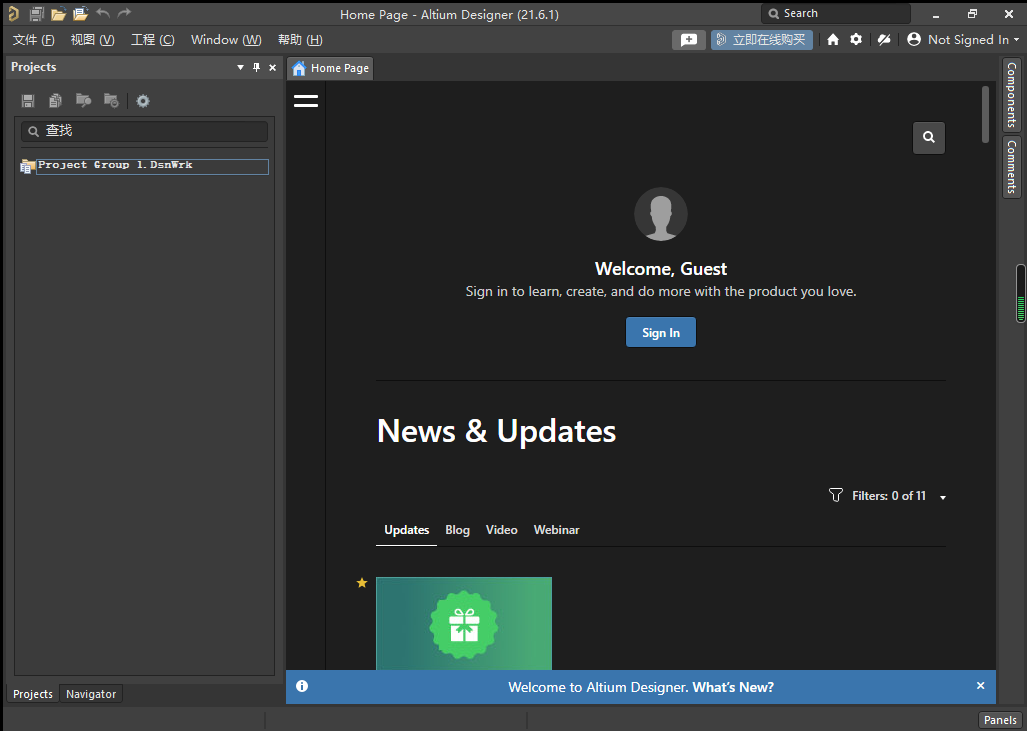 Home Page - Altium Designer (21.6.1)
Search
文件 (F) 视图 (V) 工程 (C) Window (W) 帮助 (H)
立即在线购买
Not Signed In
Projects
Home Page
查找
Project Group 1.DsnWrk
Components
Comments
Welcome, Guest
Sign in to learn, create, and do more with the product you love.
Sign In
News & Updates
Filters: 0 of 11
Updates Blog Video Webinar
Welcome to Altium Designer. What's New?
Projects Navigator
Panels